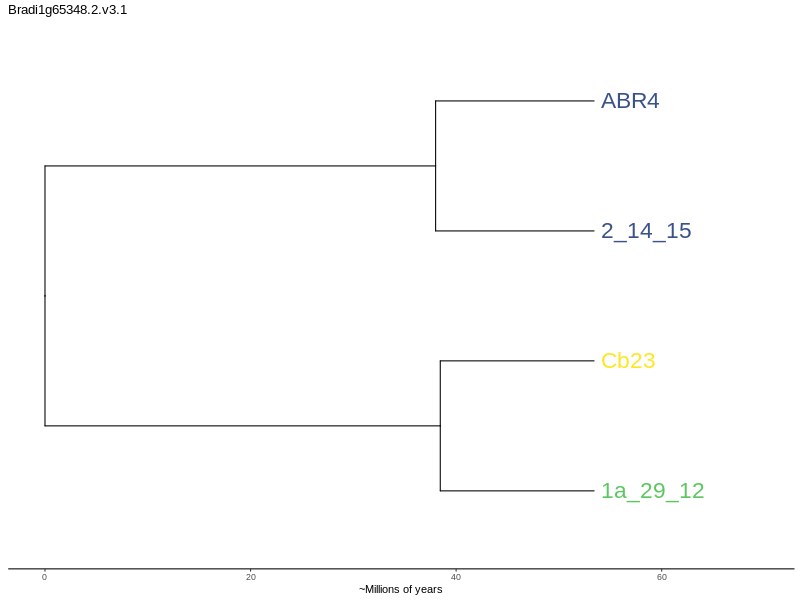 Bradi1g65348.2.v3.1
ABR4
2_14_15
Cb23
1a_29_12
0 20 40 60
~Millions of years